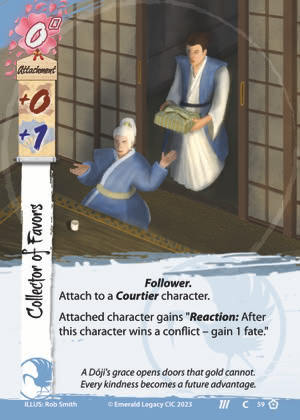 0
Attachment
+0
+1
Collector of Favors
Follower.
Attach to a Courtier character.
Attached character gains "Reaction: After
this character wins a conflict – gain 1 fate."
A Dōji's grace opens doors that gold cannot.
Every kindness becomes a future advantage.
ILLUS: Rob Smith © Emerald Legacy CIC 2023 C 59